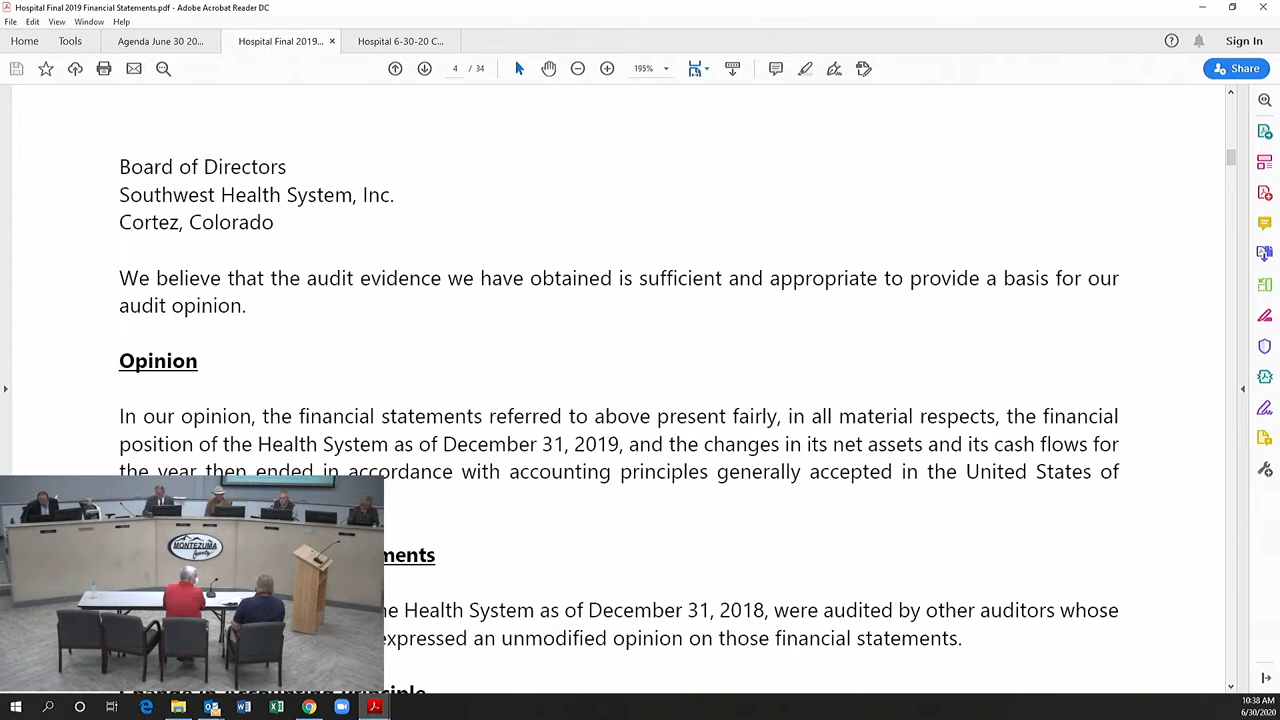 Hospital Final 2019 Financial Statements.pdf - Adobe Acrobat Reader DC
File Edit View Window Help
Home Tools Agenda June 30 20... Hospital Final 2019... × Hospital 6-30-20 C... Sign In
4 / 34 195% Share
Board of Directors
Southwest Health System, Inc.
Cortez, Colorado
We believe that the audit evidence we have obtained is sufficient and appropriate to provide a basis for our
audit opinion.
Opinion
In our opinion, the financial statements referred to above present fairly, in all material respects, the financial
position of the Health System as of December 31, 2019, and the changes in its net assets and its cash flows for
the year then ended in accordance with accounting principles generally accepted in the United States of
ments
he Health System as of December 31, 2018, were audited by other auditors whose
expressed an unmodified opinion on those financial statements.
Change in Accounting Principle
MONTEZUMA
County
10:38 AM
6/30/2020